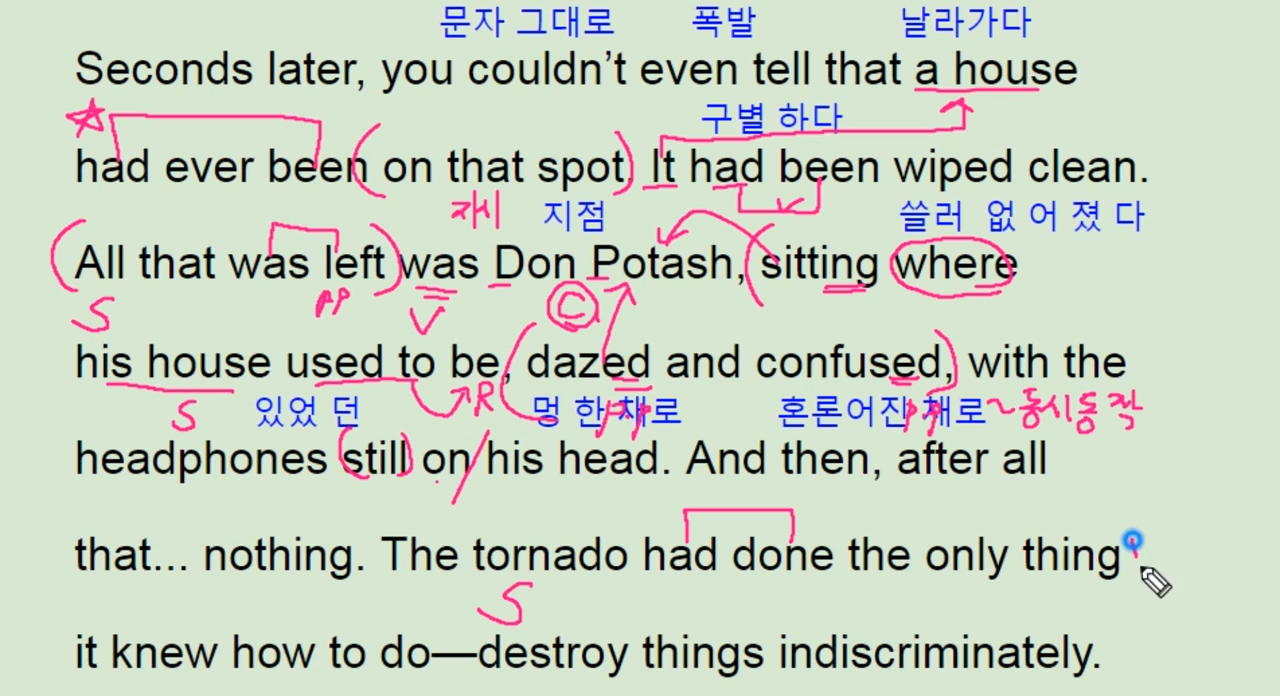 문자 그대로 폭발 날라가다
Seconds later, you couldn’t even tell that a house
구별 하다
had ever been on that spot. It had been wiped clean.
재시 지점 쓸러 없 어 졌 다
All that was left was Don Potash, sitting where
S pp V C
his house used to be, dazed and confused, with the
S 있었 던 R 멍 한 채로 pp 혼론어진 채로 pp ~동시동작
headphones still on his head. And then, after all
that... nothing. The tornado had done the only thing
S
it knew how to do—destroy things indiscriminately.